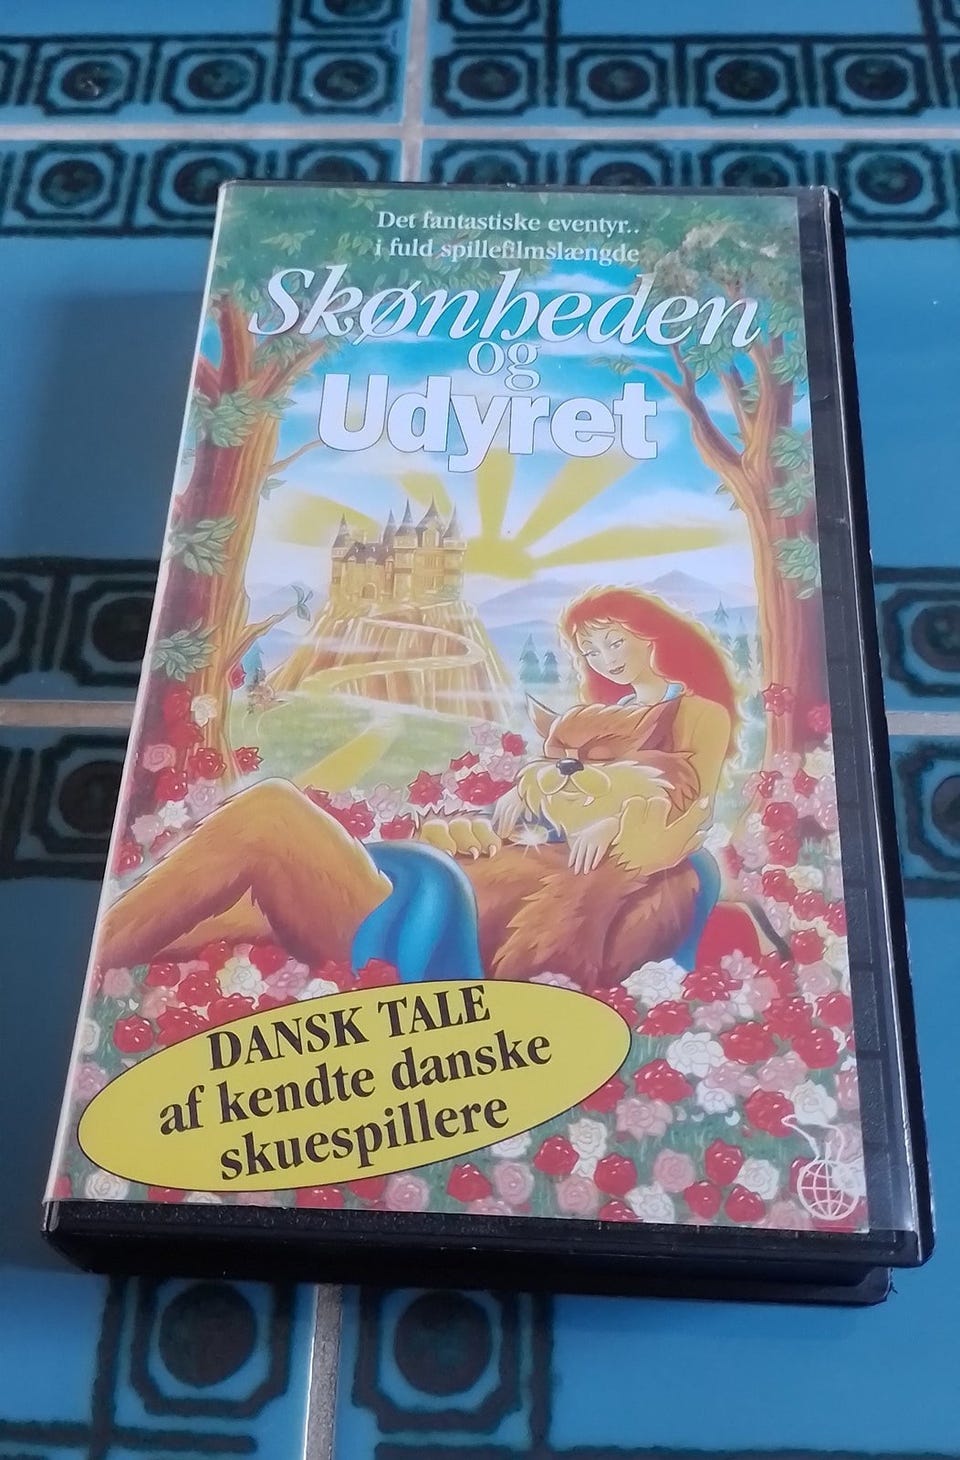 Det fantastiske eventyr..
i fuld spillefilmslængde
Skønheden
og
Udyret
DANSK TALE
af kendte danske
skuespillere